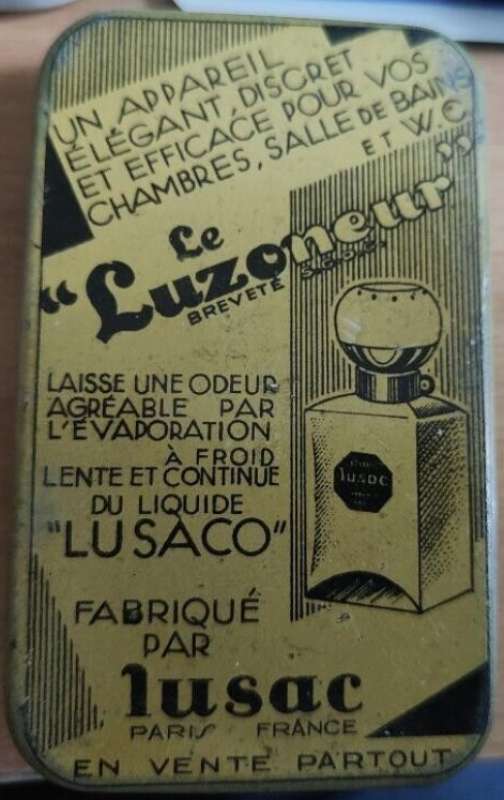 UN APPAREIL
ÉLÉGANT, DISCRET
ET EFFICACE POUR VOS
CHAMBRES, SALLE DE BAINS
ET W.C
Le
"Luzoneur"
BREVETÉ S.G.D.G.
LAISSE UNE ODEUR
AGRÉABLE PAR
L'ÉVAPORATION
À FROID
LENTE ET CONTINUE
DU LIQUIDE
"LUSACO"
lusac
FABRIQUÉ
PAR
lusac
PARIS FRANCE
EN VENTE PARTOUT